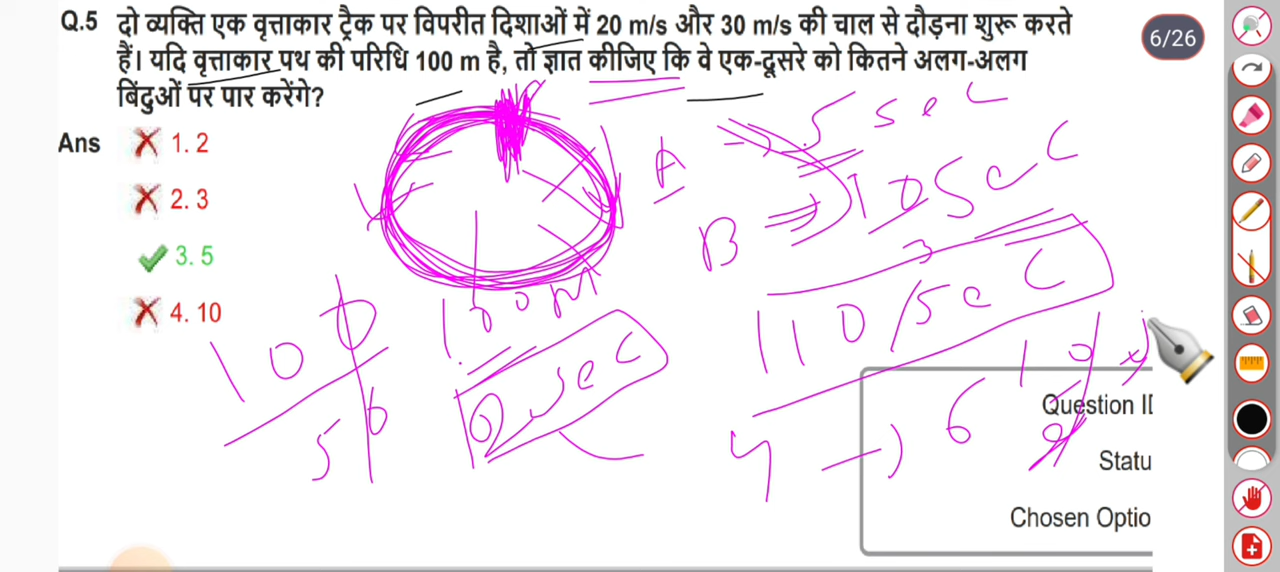 Q.5 दो व्यक्ति एक वृत्ताकार ट्रैक पर विपरीत दिशाओं में 20 m/s और 30 m/s की चाल से दौड़ना शुरू करते
हैं। यदि वृत्ताकार पथ की परिधि 100 m है, तो ज्ञात कीजिए कि वे एक-दूसरे को कितने अलग-अलग
बिंदुओं पर पार करेंगे?
6/26
Ans 1. 2
2. 3
3. 5
4. 10
A 5 sec
B 10 sec
3
100m
100
50
sec
110/sec
Question ID
Statu
Chosen Optio